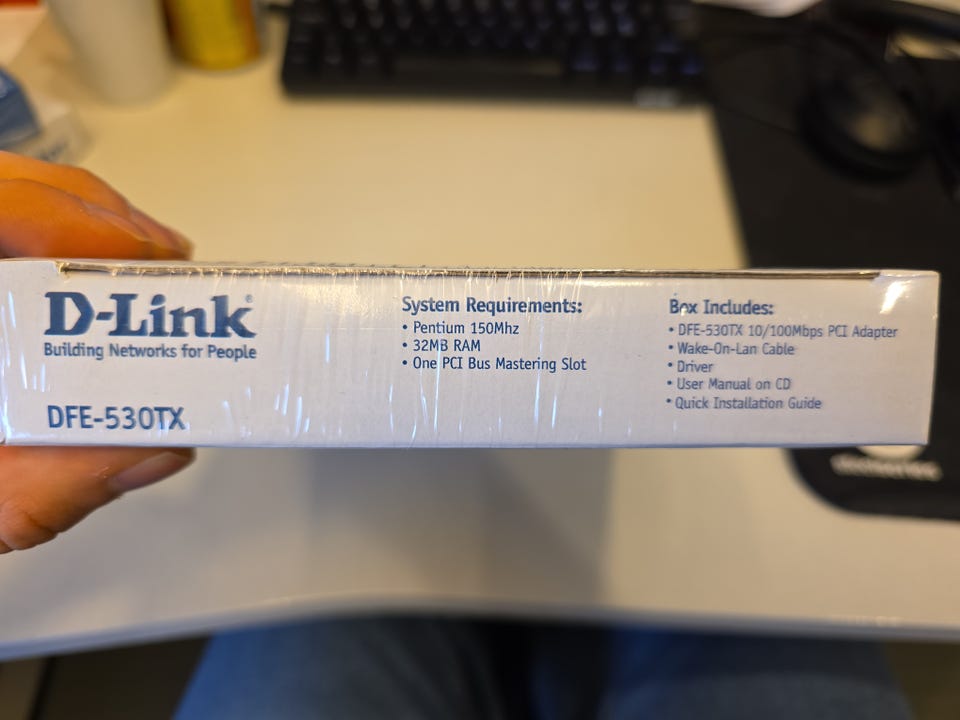 D-Link®
Building Networks for People
DFE-530TX
System Requirements:
• Pentium 150Mhz
• 32MB RAM
• One PCI Bus Mastering Slot
Box Includes:
• DFE-530TX 10/100Mbps PCI Adapter
• Wake-On-Lan Cable
• Driver
• User Manual on CD
• Quick Installation Guide